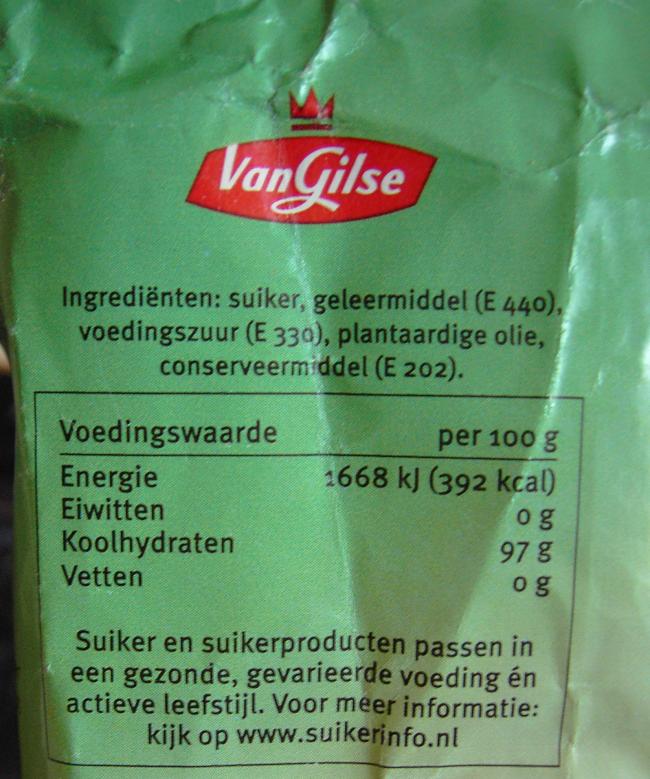 Van Gilse
Ingrediënten: suiker, geleermiddel (E 440),
voedingszuur (E 330), plantaardige olie,
conserveermiddel (E 202).
Voedingswaarde per 100 g
Energie 1668 kJ (392 kcal)
Eiwitten 0 g
Koolhydraten 97 g
Vetten 0 g
Suiker en suikerproducten passen in
een gezonde, gevarieerde voeding én
actieve leefstijl. Voor meer informatie:
kijk op www.suikerinfo.nl